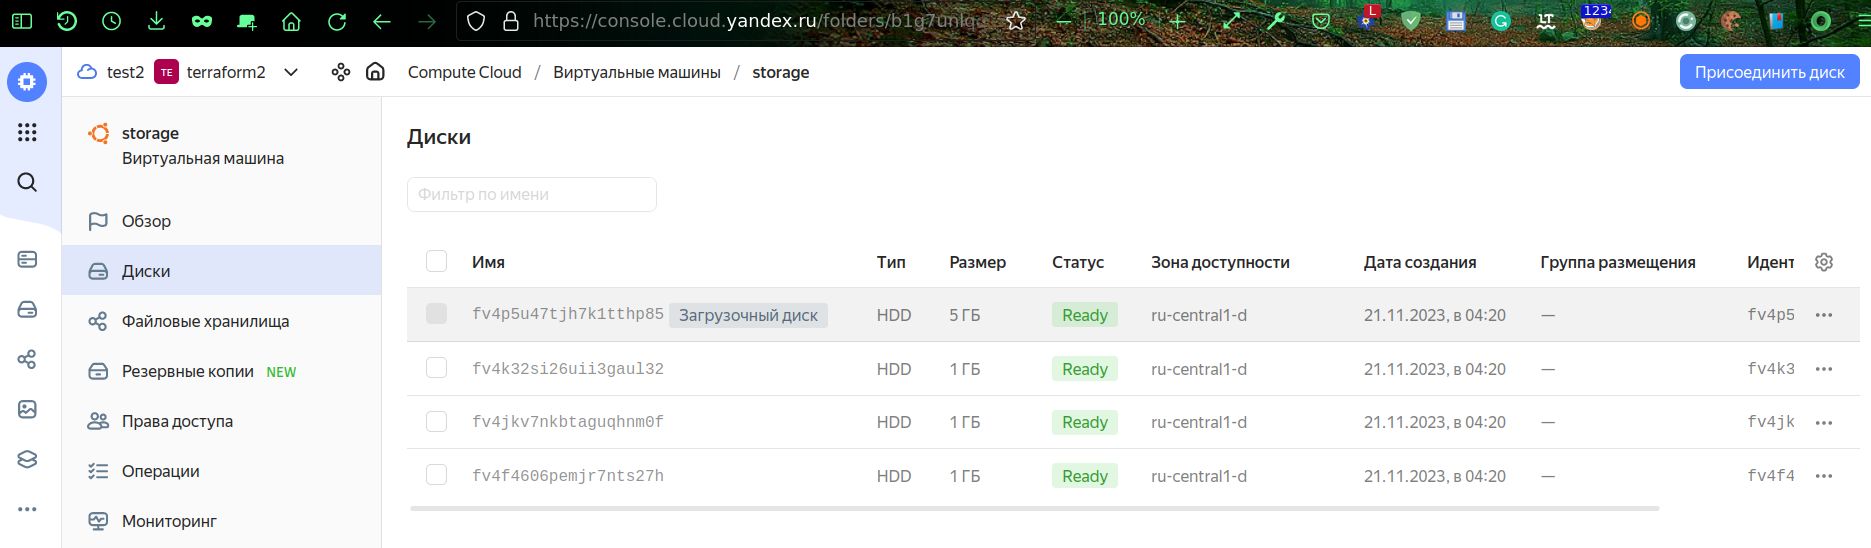 https://console.cloud.yandex.ru/folders/b1g7unlq
100%
L
1234
LT
test2 TE terraform2 Compute Cloud / Виртуальные машины / storage Присоединить диск
storage
Виртуальная машина
Обзор
Диски
Файловые хранилища
Резервные копии NEW
Права доступа
Операции
Мониторинг
Диски
Фильтр по имени
Имя Тип Размер Статус Зона доступности Дата создания Группа размещения Идент
fv4p5u47tjh7k1tthp85 Загрузочный диск HDD 5 ГБ Ready ru-central1-d 21.11.2023, в 04:20 — fv4p5
fv4k32si26uii3gaul32 HDD 1 ГБ Ready ru-central1-d 21.11.2023, в 04:20 — fv4k3
fv4jkv7nkbtaguqhnm0f HDD 1 ГБ Ready ru-central1-d 21.11.2023, в 04:20 — fv4jk
fv4f4606pemjr7nts27h HDD 1 ГБ Ready ru-central1-d 21.11.2023, в 04:20 — fv4f4